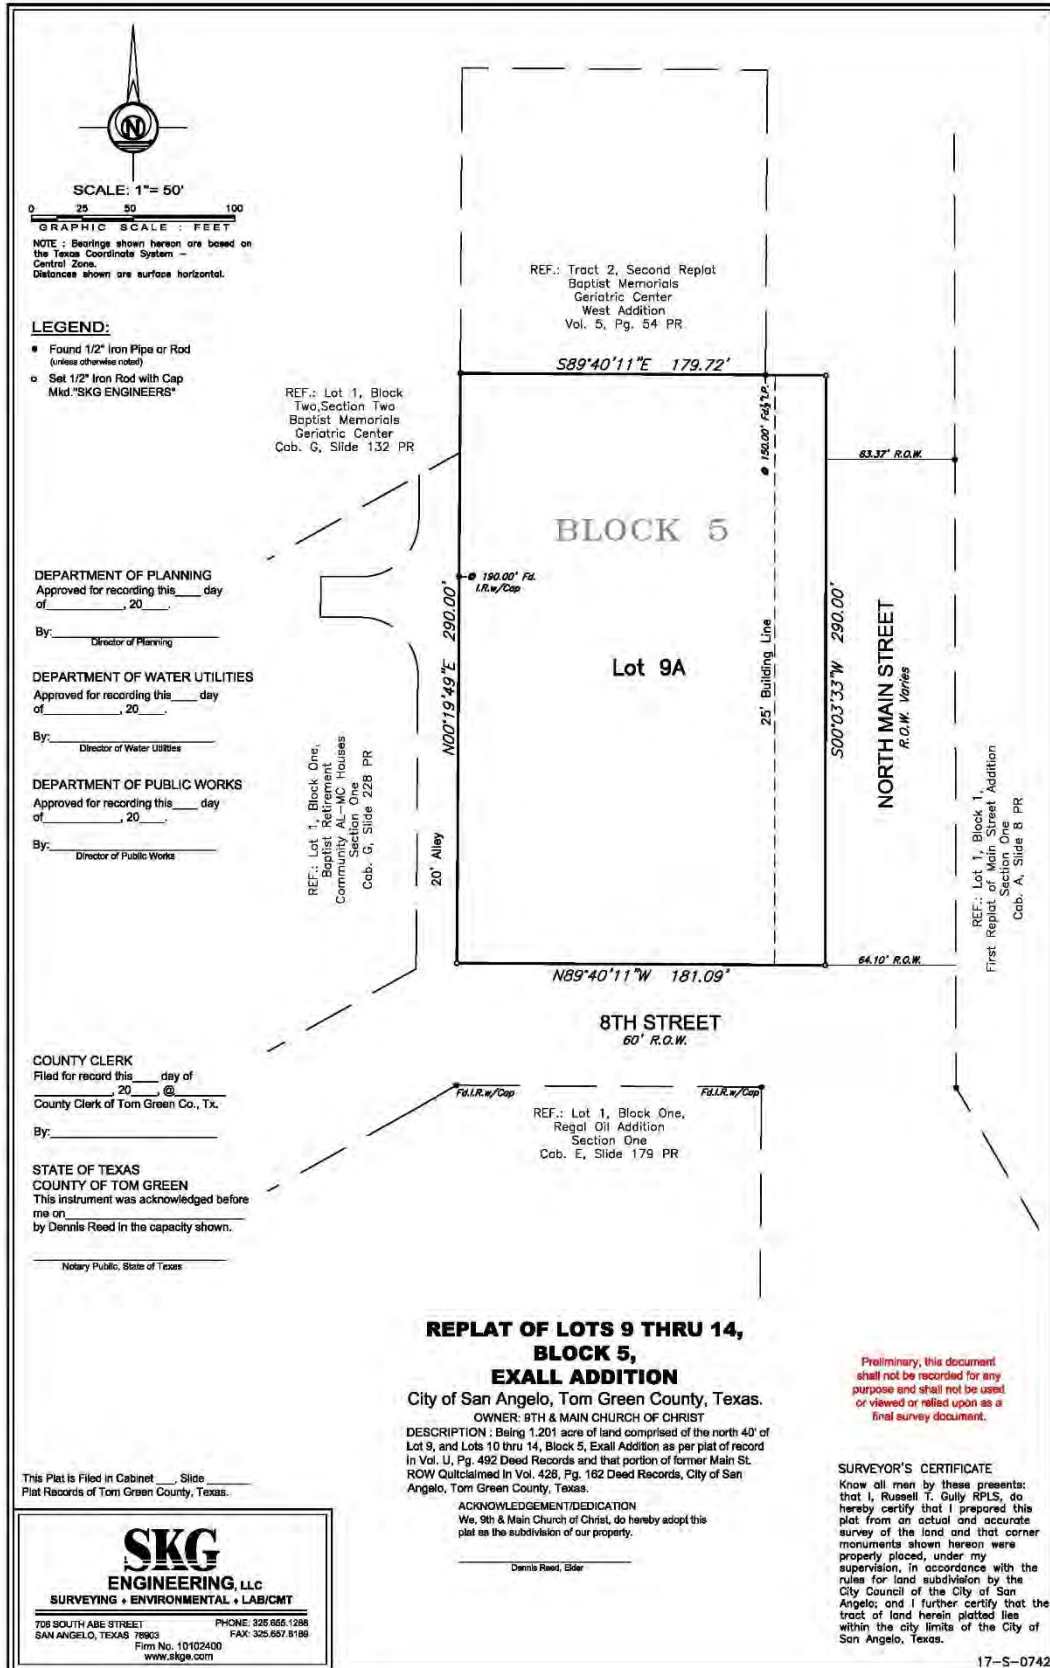 N
SCALE: 1"= 50'
0 25 50 100
GRAPHIC SCALE : FEET
NOTE : Bearings shown hereon are based on
the Texas Coordinate System –
Central Zone.
Distances shown are surface horizontal.
LEGEND:
Found 1/2" Iron Pipe or Rod
(unless otherwise noted)
Set 1/2" Iron Rod with Cap
Mkd."SKG ENGINEERS"
REF.: Tract 2, Second Replat
Baptist Memorials
Geriatric Center
West Addition
Vol. 5, Pg. 54 PR
S89°40'11"E 179.72'
REF.: Lot 1, Block
Two,Section Two
Baptist Memorials
Geriatric Center
Cab. G, Slide 132 PR
@ 150.00' Fd½"I.P.
63.37' R.O.W.
BLOCK 5
@ 190.00' Fd.
I.R.w/Cap
N00°19'49"E 290.00'
Lot 9A
25' Building Line
S00°03'33"W 290.00'
NORTH MAIN STREET
R.O.W. Varies
REF.: Lot 1, Block One,
Baptist Retirement
Community AL-MC Houses
Section One
Cab. G, Slide 228 PR
20' Alley
REF.: Lot 1, Block 1,
First Replat of Main Street Addition
Section One
Cab. A, Slide 8 PR
64.10' R.O.W.
N89°40'11"W 181.09'
8TH STREET
60' R.O.W.
Fd.I.R.w/Cap Fd.I.R.w/Cap
REF.: Lot 1, Block One,
Regal Oil Addition
Section One
Cab. E, Slide 179 PR
DEPARTMENT OF PLANNING
Approved for recording this____ day
of____________, 20____.
By:____________________
Director of Planning
DEPARTMENT OF WATER UTILITIES
Approved for recording this____ day
of____________, 20____.
By:____________________
Director of Water Utilities
DEPARTMENT OF PUBLIC WORKS
Approved for recording this____ day
of____________, 20____.
By:____________________
Director of Public Works
COUNTY CLERK
Filed for record this____ day of
____________, 20____, @____
County Clerk of Tom Green Co., Tx.
By:____________________
STATE OF TEXAS
COUNTY OF TOM GREEN
This instrument was acknowledged before
me on____________________
by Dennis Reed in the capacity shown.
Notary Public, State of Texas
REPLAT OF LOTS 9 THRU 14,
BLOCK 5,
EXALL ADDITION
City of San Angelo, Tom Green County, Texas.
OWNER: 9TH & MAIN CHURCH OF CHRIST
DESCRIPTION : Being 1.201 acre of land comprised of the north 40' of
Lot 9, and Lots 10 thru 14, Block 5, Exall Addition as per plat of record
in Vol. U, Pg. 492 Deed Records and that portion of former Main St.
ROW Quitclaimed in Vol. 426, Pg. 162 Deed Records, City of San
Angelo, Tom Green County, Texas.
ACKNOWLEDGEMENT/DEDICATION
We, 9th & Main Church of Christ, do hereby adopt this
plat as the subdivision of our property.
Dennis Reed, Elder
Preliminary, this document
shall not be recorded for any
purpose and shall not be used
or viewed or relied upon as a
final survey document.
SURVEYOR'S CERTIFICATE
Know all men by these presents:
that I, Russell T. Gully RPLS, do
hereby certify that I prepared this
plat from an actual and accurate
survey of the land and that corner
monuments shown hereon were
properly placed, under my
supervision, in accordance with the
rules for land subdivision by the
City Council of the City of San
Angelo; and I further certify that the
tract of land herein platted lies
within the city limits of the City of
San Angelo, Texas.
This Plat is Filed in Cabinet ___, Slide ______
Plat Records of Tom Green County, Texas.
SKG
ENGINEERING, LLC
SURVEYING + ENVIRONMENTAL + LAB/CMT
706 SOUTH ABE STREET PHONE: 325.655.1288
SAN ANGELO, TEXAS 76903 FAX: 325.657.8189
Firm No. 10102400
www.skge.com
17-S-0742